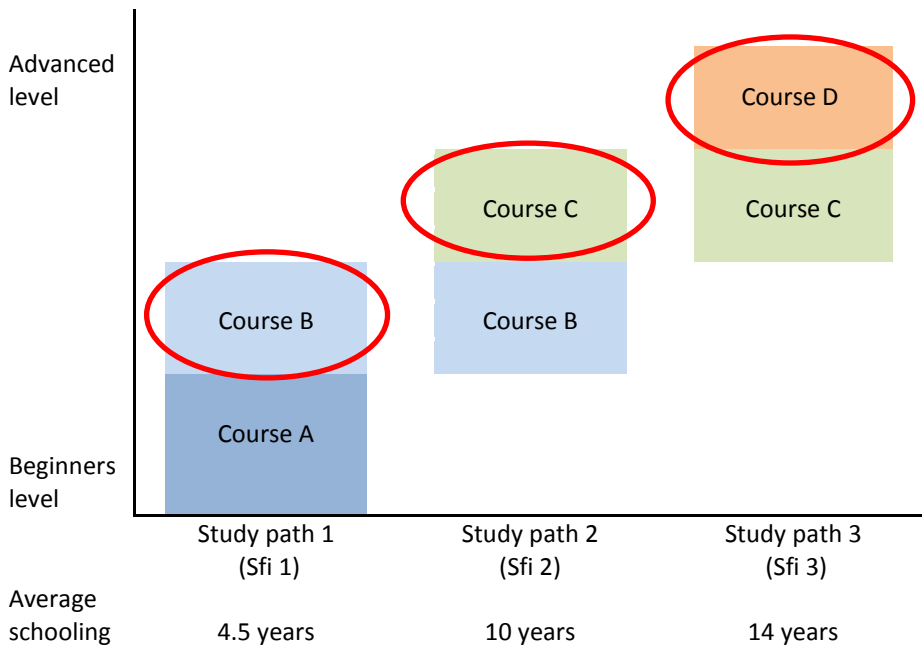 Advanced
level
Course D
Course C
Course C
Course B
Course B
Course A
Beginners
level
Study path 1
(Sfi 1)
Study path 2
(Sfi 2)
Study path 3
(Sfi 3)
Average
schooling
4.5 years
10 years
14 years